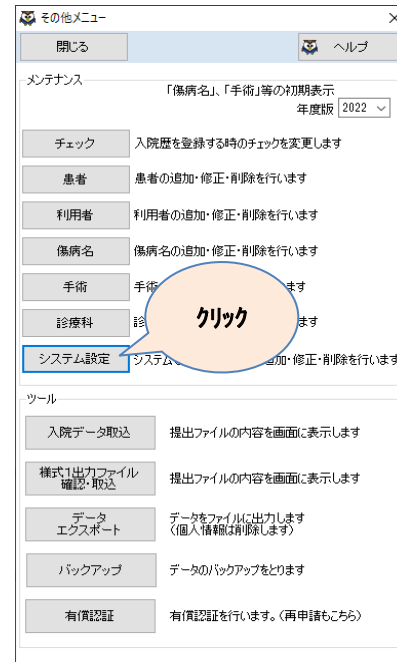 その他メニュー
閉じる
ヘルプ
メンテナンス
「傷病名」、「手術」等の初期表示
年度版 2022
チェック 入院歴を登録する時のチェックを変更します
患者 患者の追加・修正・削除を行います
利用者 利用者の追加・修正・削除を行います
傷病名 傷病名の追加・修正・削除を行います
手術 手術 ます
診療科 ます
クリック
システム設定 システム 追加・修正・削除を行います
ツール
入院データ取込 提出ファイルの内容を画面に表示します
様式1出力ファイル
確認・取込 提出ファイルの内容を画面に表示します
データ
エクスポート データをファイルに出力します
(個人情報は削除します)
バックアップ データのバックアップをとります
有償認証 有償認証を行います。(再申請もこちら)